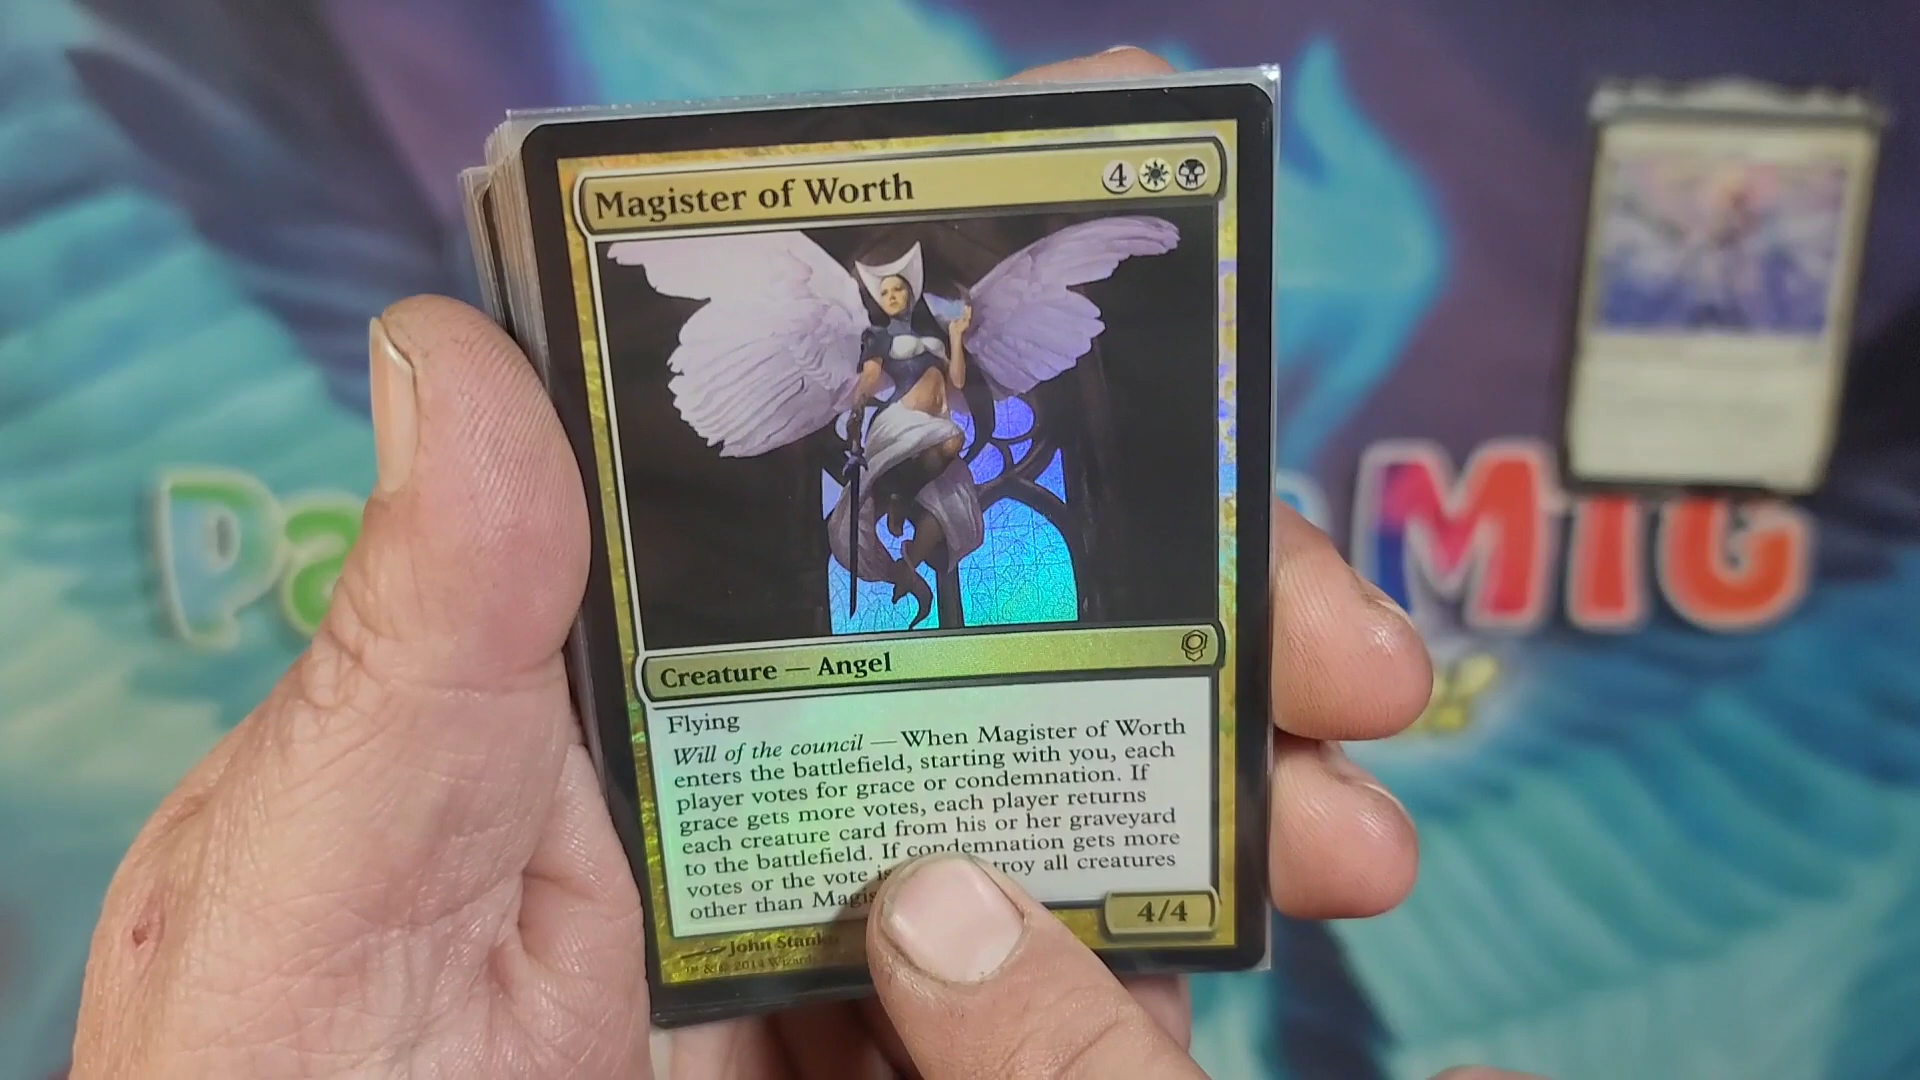 Magister of Worth 4
Creature — Angel
Flying
Will of the council — When Magister of Worth
enters the battlefield, starting with you, each
player votes for grace or condemnation. If
grace gets more votes, each player returns
each creature card from his or her graveyard
to the battlefield. If condemnation gets more
votes or the vote is troy all creatures
other than Magis
4/4
John Stank
™ & © 2014 Wizard
Pa MTG